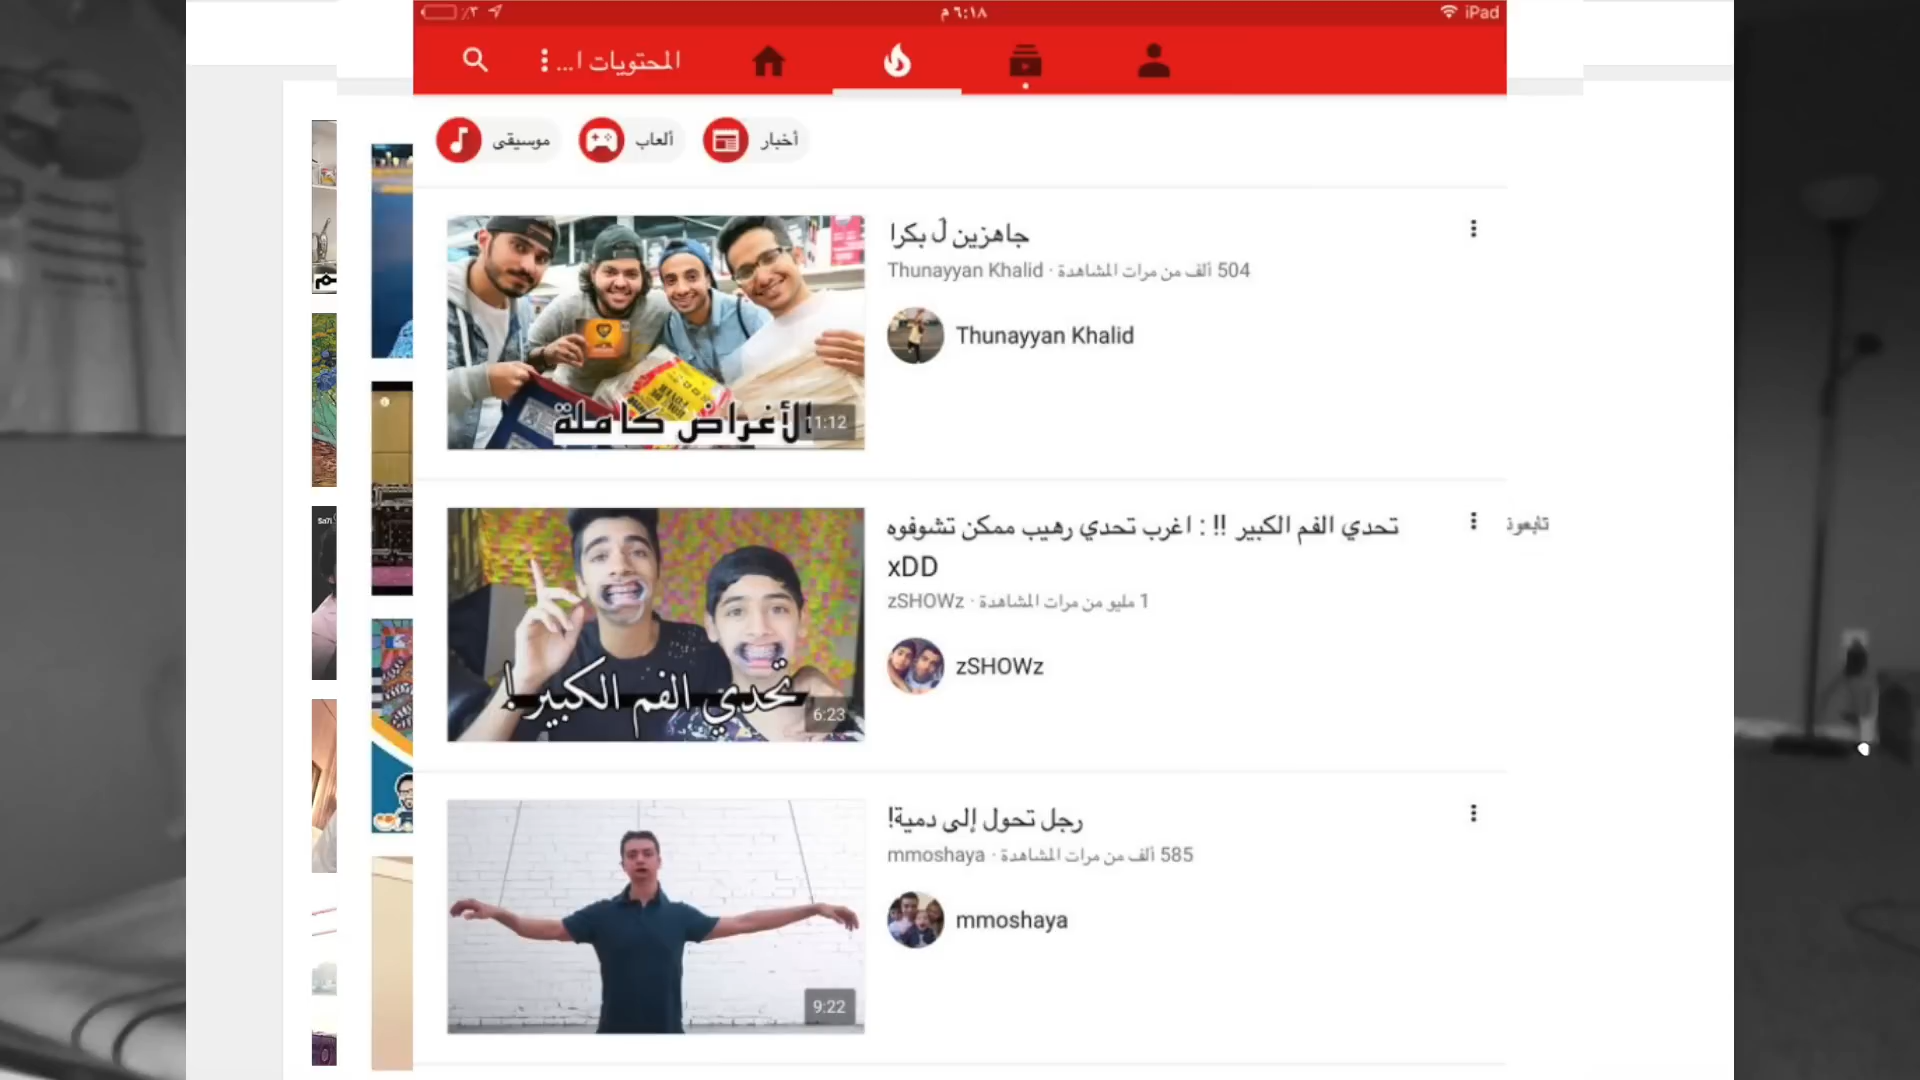 ٪٣
٦:١٨ م
iPad
المحتويات ا...
موسيقى
ألعاب
أخبار
جاهزين لَ بكرا
Thunayyan Khalid · 504 ألف من مرات المشاهدة
Thunayyan Khalid
الأغراض كاملة
11:12
تحدي الفم الكبير !! : اغرب تحدي رهيب ممكن تشوفوه
xDD
zSHOWz · 1 مليو من مرات المشاهدة
zSHOWz
تحدي الفم الكبير !
6:23
رجل تحول إلى دمية!
mmoshaya · 585 ألف من مرات المشاهدة
mmoshaya
9:22